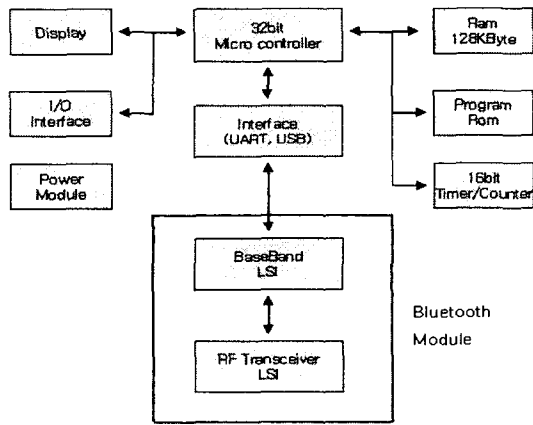 Display
32bit
Micro controller
Ram
128KByte
I/O
Interface
Interface
(UART, USB)
Program
Rom
Power
Module
16bit
Timer/Counter
BaseBand
LSI
Bluetooth
Module
RF Transceiver
LSI